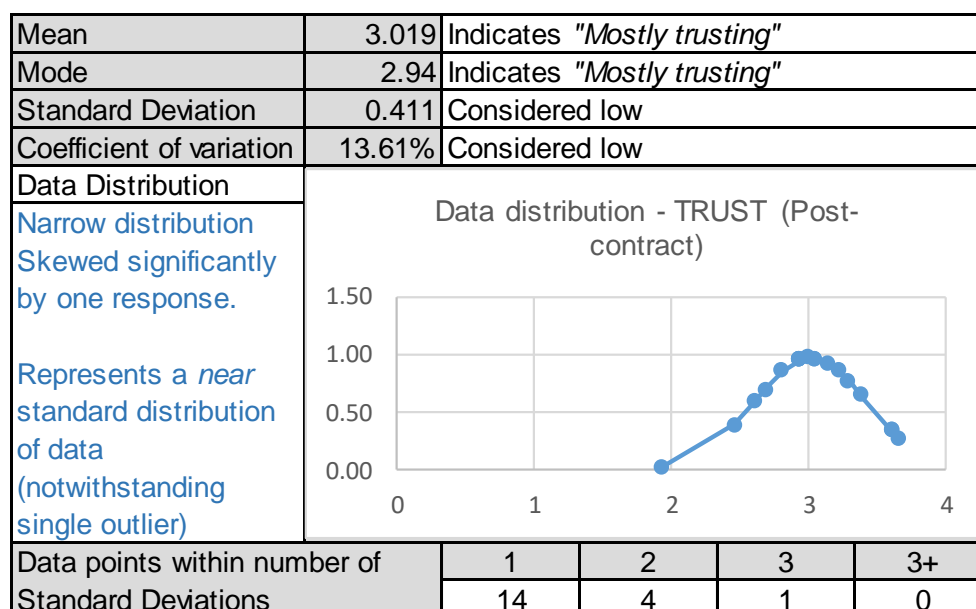 Mean 3.019 Indicates "Mostly trusting"
Mode 2.94 Indicates "Mostly trusting"
Standard Deviation 0.411 Considered low
Coefficient of variation 13.61% Considered low
Data Distribution
Narrow distribution
Skewed significantly
by one response.
Represents a near
standard distribution
of data
(notwithstanding
single outlier)
Data distribution - TRUST (Post-
contract)
1.50
1.00
0.50
0.00
0 1 2 3 4
Data points within number of 1 2 3 3+
Standard Deviations 14 4 1 0